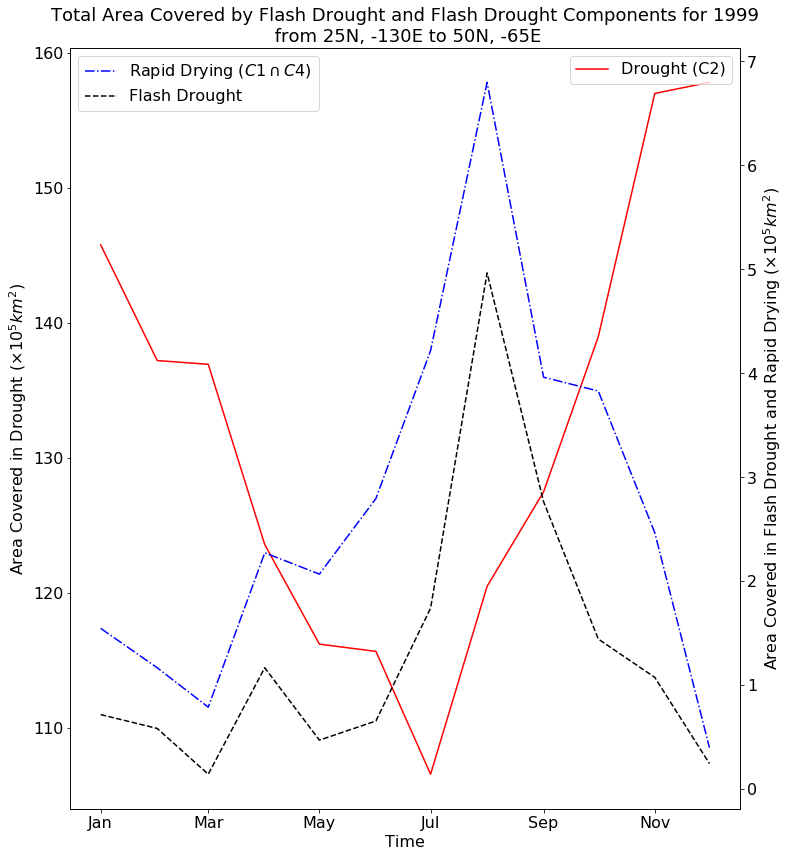 Total Area Covered by Flash Drought and Flash Drought Components for 1999
from 25N, -130E to 50N, -65E
Rapid Drying (C1 ∩ C4)
Flash Drought
Drought (C2)
160
150
140
130
120
110
Area Covered in Drought (×10⁵km²)
7
6
5
4
3
2
1
0
Area Covered in Flash Drought and Rapid Drying (×10⁵km²)
Jan Mar May Jul Sep Nov
Time